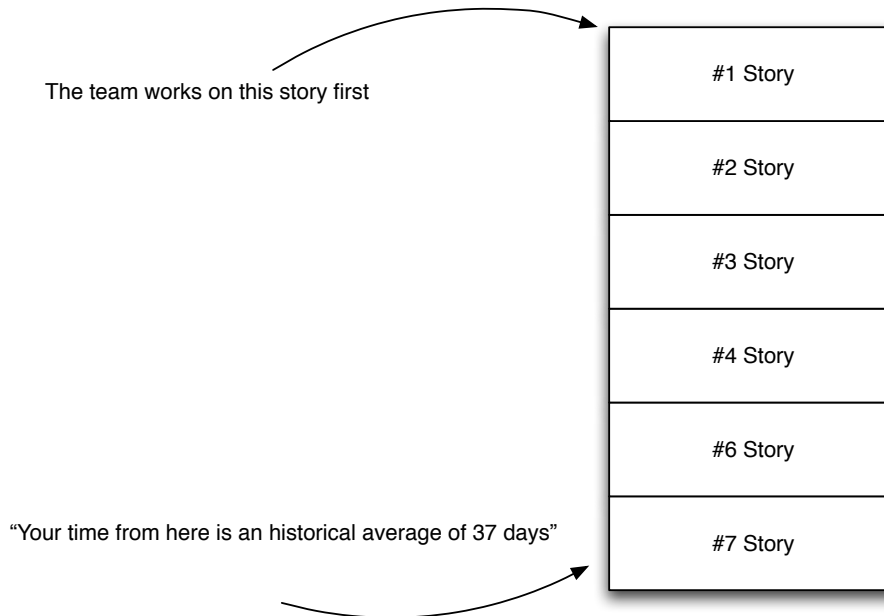 The team works on this story first
#1 Story
#2 Story
#3 Story
#4 Story
#6 Story
“Your time from here is an historical average of 37 days”
#7 Story